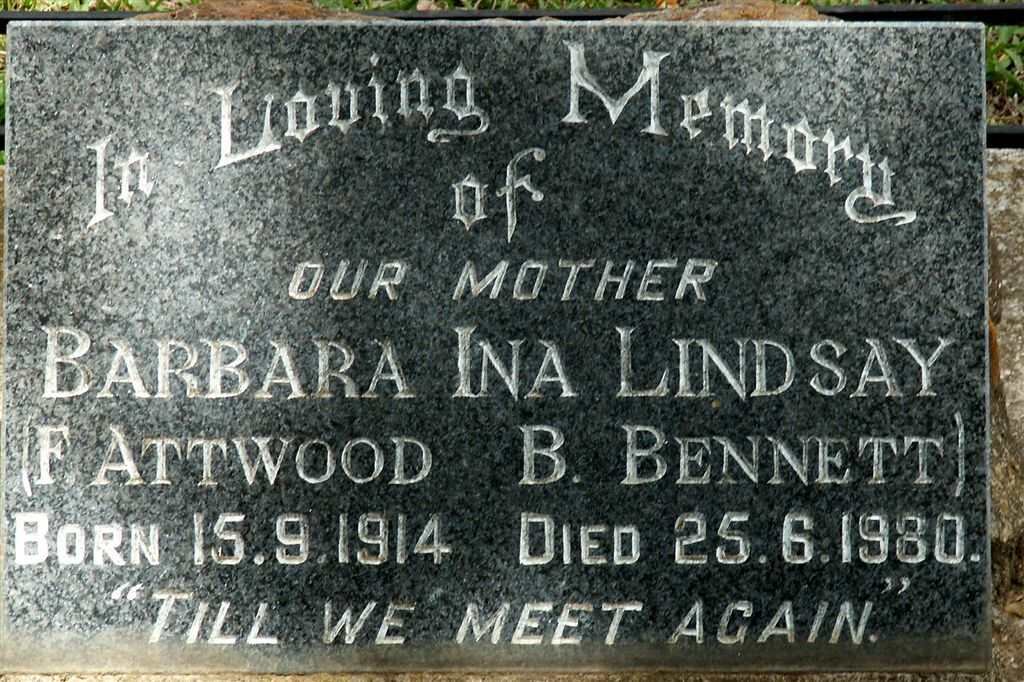 In Loving Memory
of
OUR MOTHER
BARBARA INA LINDSAY
(F. ATTWOOD B. BENNETT)
BORN 15.9.1914 DIED 25.6.1980.
"TILL WE MEET AGAIN."